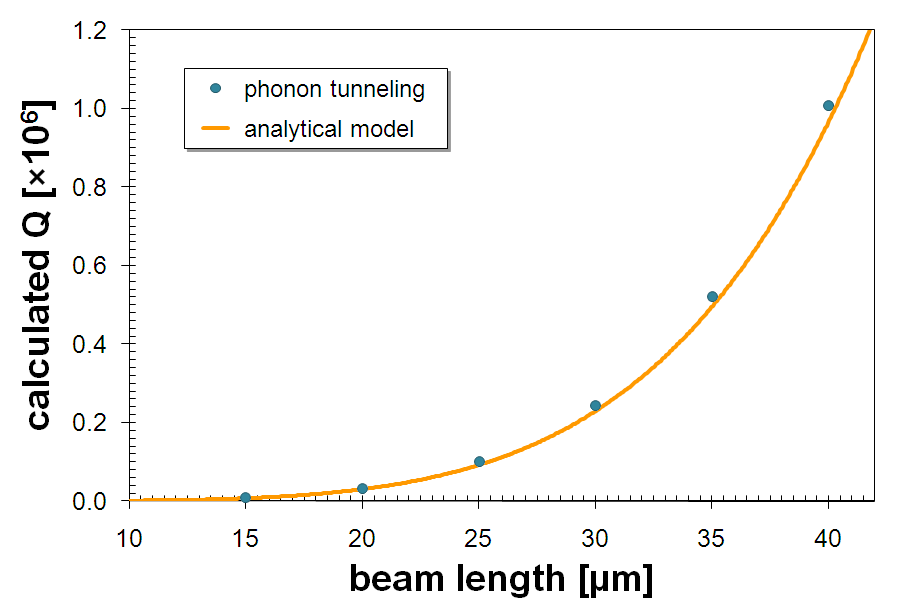 1.2
1.0
0.8
0.6
0.4
0.2
0.0
calculated Q [×10⁶]
phonon tunneling
analytical model
10 15 20 25 30 35 40
beam length [µm]